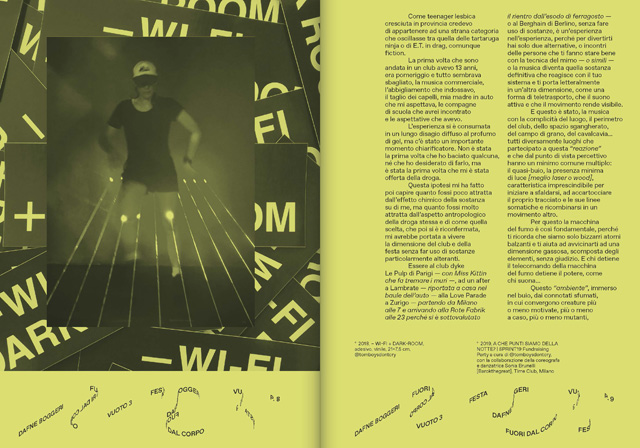 ROOM
WI-FI
DARK
— WI-FI
OOM
Come teenager lesbica
cresciuta in provincia credevo
di appartenere ad una strana categoria
che oscillasse tra quella delle tartaruga
ninja o di E.T. in drag, comunque
fiction.
La prima volta che sono
andata in un club avevo 13 anni,
era pomeriggio e tutto sembrava
sbagliato, la musica commerciale,
l'abbigliamento che indossavo,
il taglio dei capelli, mia madre in auto
che mi aspettava, le compagne
di scuola che avrei incontrato
e le aspettative che avevo.
L'esperienza si è consumata
in un lungo disagio diffuso al profumo
di gel, ma c'è stato un importante
momento chiarificatore. Non è stata
la prima volta che ho baciato qualcuna,
né che ho desiderato di farlo, ma
è stata la prima volta che mi è stata
offerta della droga.
Questa ipotesi mi ha fatto
poi capire quanto fossi poco attratta
dall'effetto chimico della sostanza
su di me, ma quanto fossi molto
attratta dall'aspetto antropologico
della droga stessa e di come quella
scelta, che poi si è riconfermata,
mi avrebbe portata a vivere
la dimensione del club e della
festa senza far uso di sostanze
particolarmente alteranti.
Essere al club dyke
Le Pulp di Parigi — con Miss Kittin
che fa tremare i muri —, ad un after
a Lambrate — riportata a casa nel
baule dell'auto — alla Love Parade
a Zurigo — partendo da Milano
alle 7 e arrivando alla Rote Fabrik
alle 23 perché si è sottovalutato
il rientro dall'esodo di ferragosto —
o al Berghain di Berlino, senza fare
uso di sostanze, è un'esperienza
nell'esperienza, perché per divertirti
hai solo due alternative, o incontri
delle persone che ti fanno stare bene
con la tecnica del mimo — o simili —
o la musica diventa quella sostanza
definitiva che reagisce con il tuo
sistema e ti porta letteralmente
in un'altra dimensione, come una
forma di teletrasporto, che il suono
attiva e che il movimento rende visibile.
E questo è stato, la musica
con la complicità del luogo, il perimetro
del club, dello spazio sgangherato,
del campo di grano, del cavalcavia...
tutti diversamente luoghi che
partecipato a questa "reazione"
e che dal punto di vista percettivo
hanno un minimo comune multiplo:
il quasi-buio, la presenza minima
di luce [meglio laser o wood],
caratteristica imprescindibile per
iniziare a sfaldarsi, ad accartocciare
il proprio tracciato e le sue linee
somatiche e ricombinarsi in un
movimento altro.
Per questo la macchina
del fumo è così fondamentale, perché
ti ricorda che siamo solo bizzarri atomi
balzanti e ti aiuta ad avvicinarti ad una
dimensione gassosa, scomposta degli
elementi, senza giudizio. E chi detiene
il telecomando della macchina
del fumo detiene il potere, come
chi suona...
Questo "ambiente", immerso
nel buio, dai connotati sfumati,
in cui convengono creature più
o meno motivate, più o meno
a caso, più o meno mutanti,
2019. A CHE PUNTI SIAMO DELLA
NOTTE? | SPRINT19 Fundraising
Party a cura di @tomboysdontcry,
con la collaborazione della coreografa
e danzatrice Sonia Brunelli
[Barokthegreat], Time Club, Milano.
2019. – WI-FI + DARK-ROOM,
adesivo, vinile, 21×7,5 cm.
@tomboysdontcry
DAFNE BOGGERI
VUOTO 3
DAL CORPO
P. 8
DAFNE BOGGERI
FUORI
VUOTO 3
FESTA
FUORI DAL CORPO
P. 9